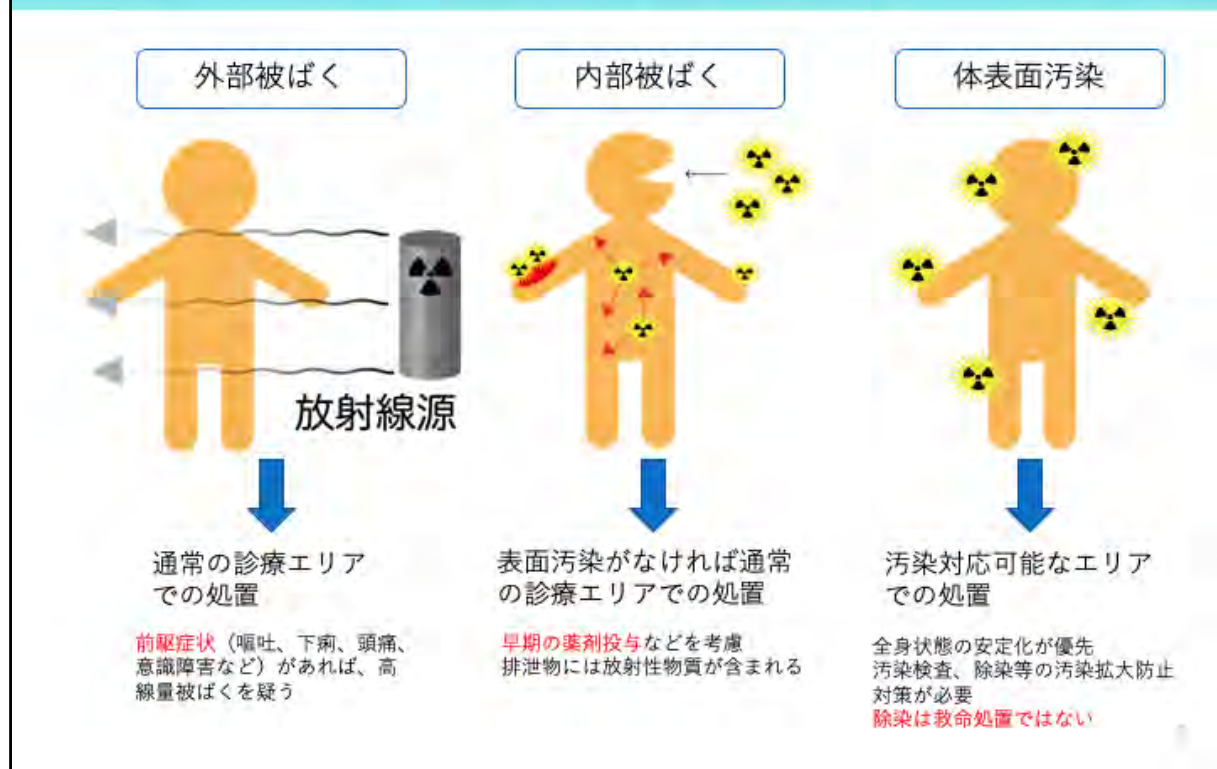 外部被ばく
内部被ばく
体表面汚染
放射線源
通常の診療エリア
での処置
前駆症状（嘔吐、下痢、頭痛、
意識障害など）があれば、高
線量被ばくを疑う
表面汚染がなければ通常
の診療エリアでの処置
早期の薬剤投与などを考慮
排泄物には放射性物質が含まれる
汚染対応可能なエリア
での処置
全身状態の安定化が優先
汚染検査、除染等の汚染拡大防止
対策が必要
除染は救命処置ではない